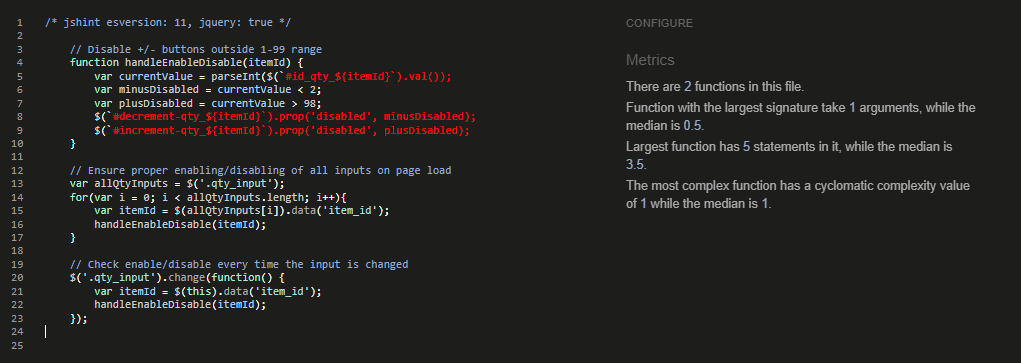 1 /* jshint esversion: 11, jquery: true */
2
3 // Disable +/- buttons outside 1-99 range
4 function handleEnableDisable(itemId) {
5 var currentValue = parseInt($(`#id_qty_${itemId}`).val());
6 var minusDisabled = currentValue < 2;
7 var plusDisabled = currentValue > 98;
8 $(`#decrement-qty_${itemId}`).prop('disabled', minusDisabled);
9 $(`#increment-qty_${itemId}`).prop('disabled', plusDisabled);
10 }
11
12 // Ensure proper enabling/disabling of all inputs on page load
13 var allQtyInputs = $('.qty_input');
14 for(var i = 0; i < allQtyInputs.length; i++){
15 var itemId = $(allQtyInputs[i]).data('item_id');
16 handleEnableDisable(itemId);
17 }
18
19 // Check enable/disable every time the input is changed
20 $('.qty_input').change(function() {
21 var itemId = $(this).data('item_id');
22 handleEnableDisable(itemId);
23 });
24
25
CONFIGURE
Metrics
There are 2 functions in this file.
Function with the largest signature take 1 arguments, while the
median is 0.5.
Largest function has 5 statements in it, while the median is
3.5.
The most complex function has a cyclomatic complexity value
of 1 while the median is 1.